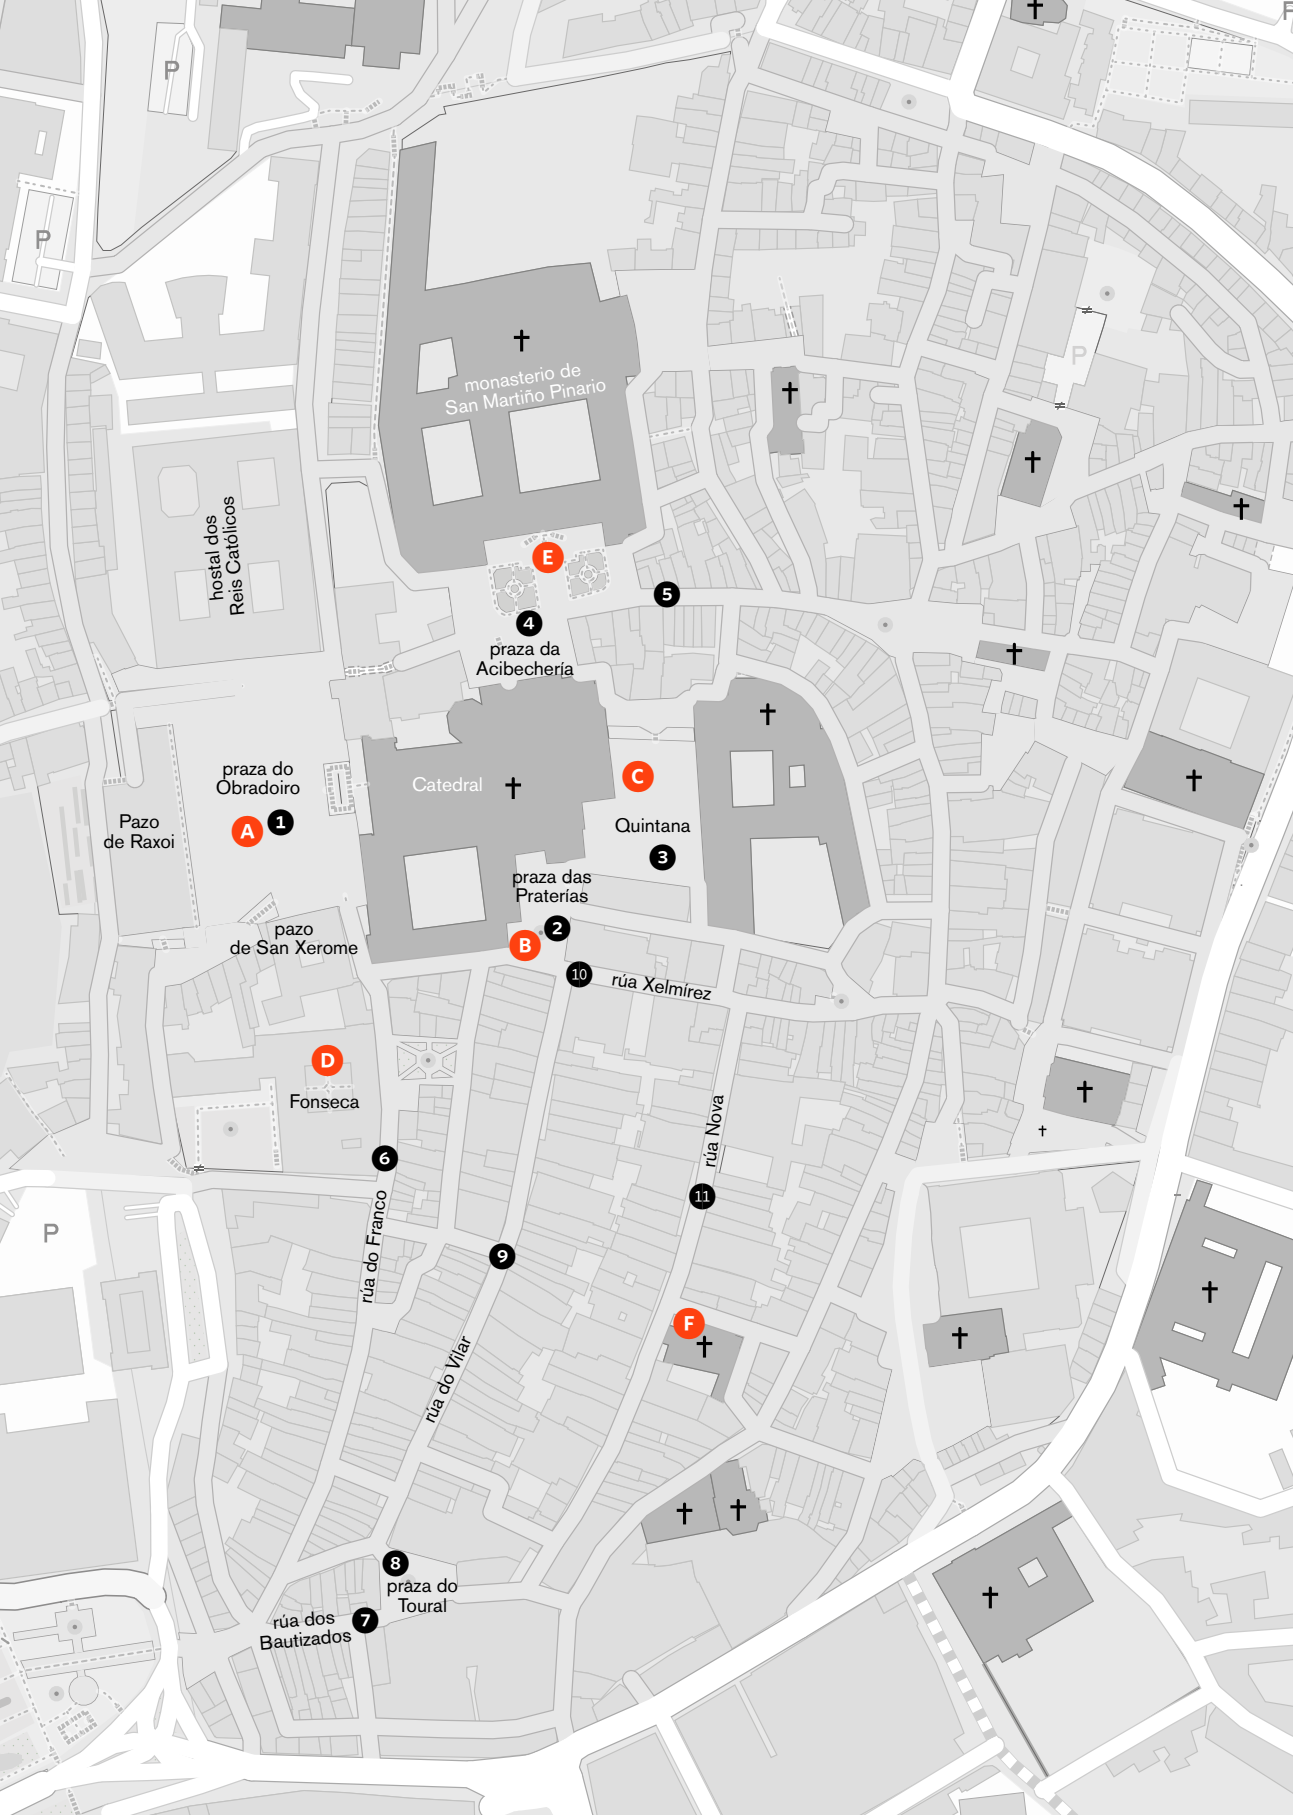 P
P
P
monasterio de
San Martiño Pinario
P
hostal dos
Reis Católicos
E
5
4
praza da
Acibechería
praza do
Obradoiro
Catedral
C
A
1
Pazo
de Raxoi
Quintana
3
praza das
Praterías
2
B
pazo
de San Xerome
10
rúa Xelmírez
D
Fonseca
rúa Nova
6
11
rúa do Franco
P
9
F
rúa do Vilar
8
praza do
Toural
rúa dos
Bautizados
7